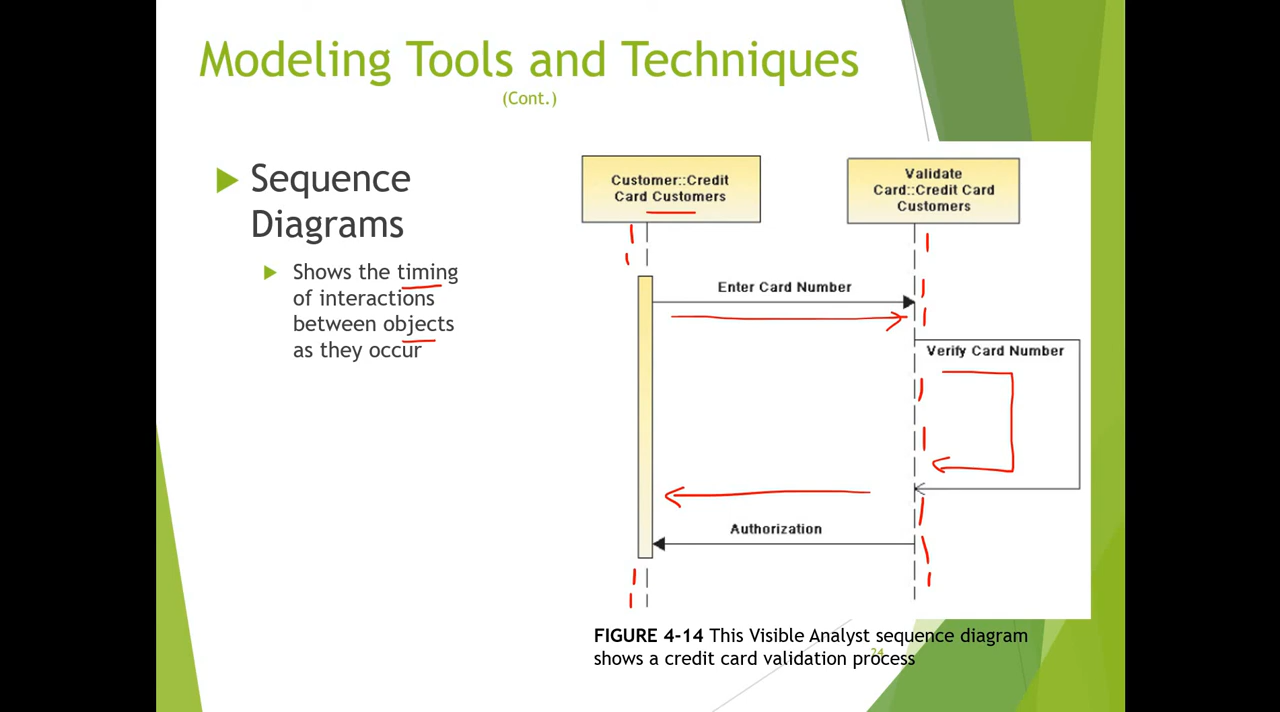 Modeling Tools and Techniques
(Cont.)
Sequence
Diagrams
Shows the timing
of interactions
between objects
as they occur
Customer::Credit
Card Customers
Validate
Card::Credit Card
Customers
Enter Card Number
Verify Card Number
Authorization
FIGURE 4-14 This Visible Analyst sequence diagram
shows a credit card validation process
24